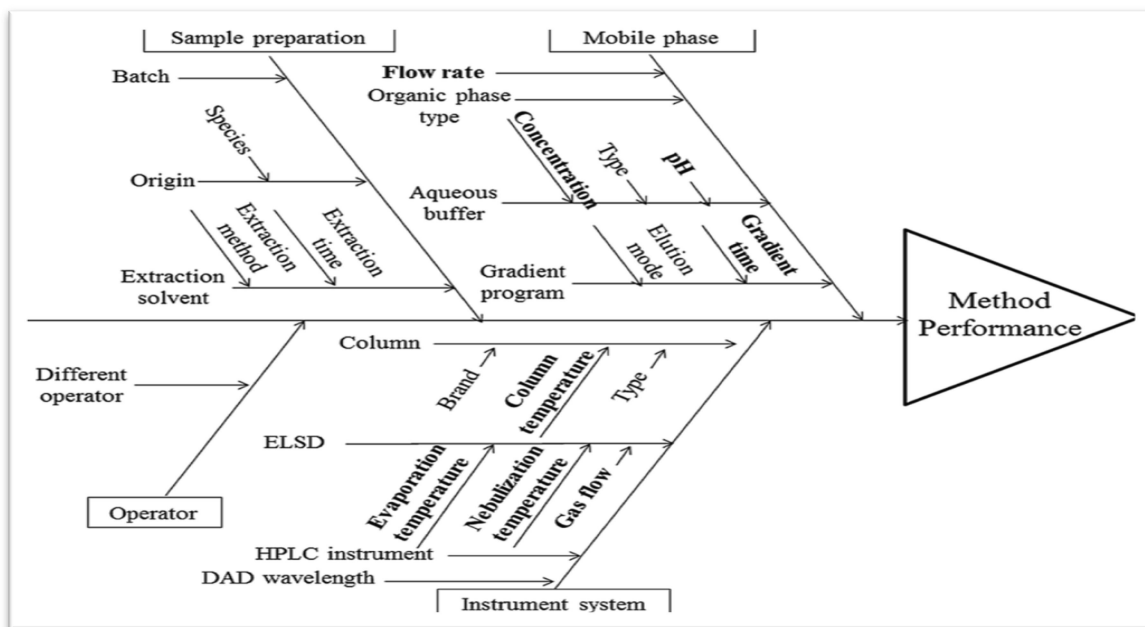 Sample preparation
Mobile phase
Batch
Species
Origin
Extraction
method
Extraction
time
Extraction
solvent
Flow rate
Organic phase
type
Concentration
Type
pH
Aqueous
buffer
Elution
mode
Gradient
time
Gradient
program
Method
Performance
Column
Brand
Column
temperature
Type
Different
operator
ELSD
Evaporation
temperature
Nebulization
temperature
Gas flow
Operator
HPLC instrument
DAD wavelength
Instrument system